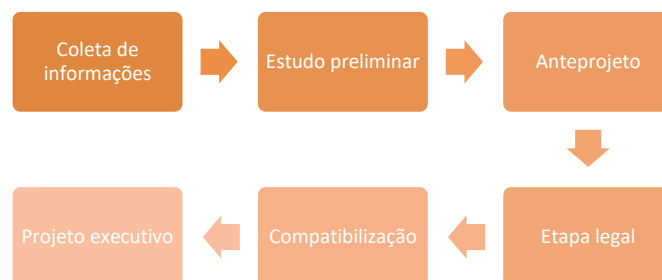 Coleta de
informações
Estudo preliminar
Anteprojeto
Etapa legal
Compatibilização
Projeto executivo